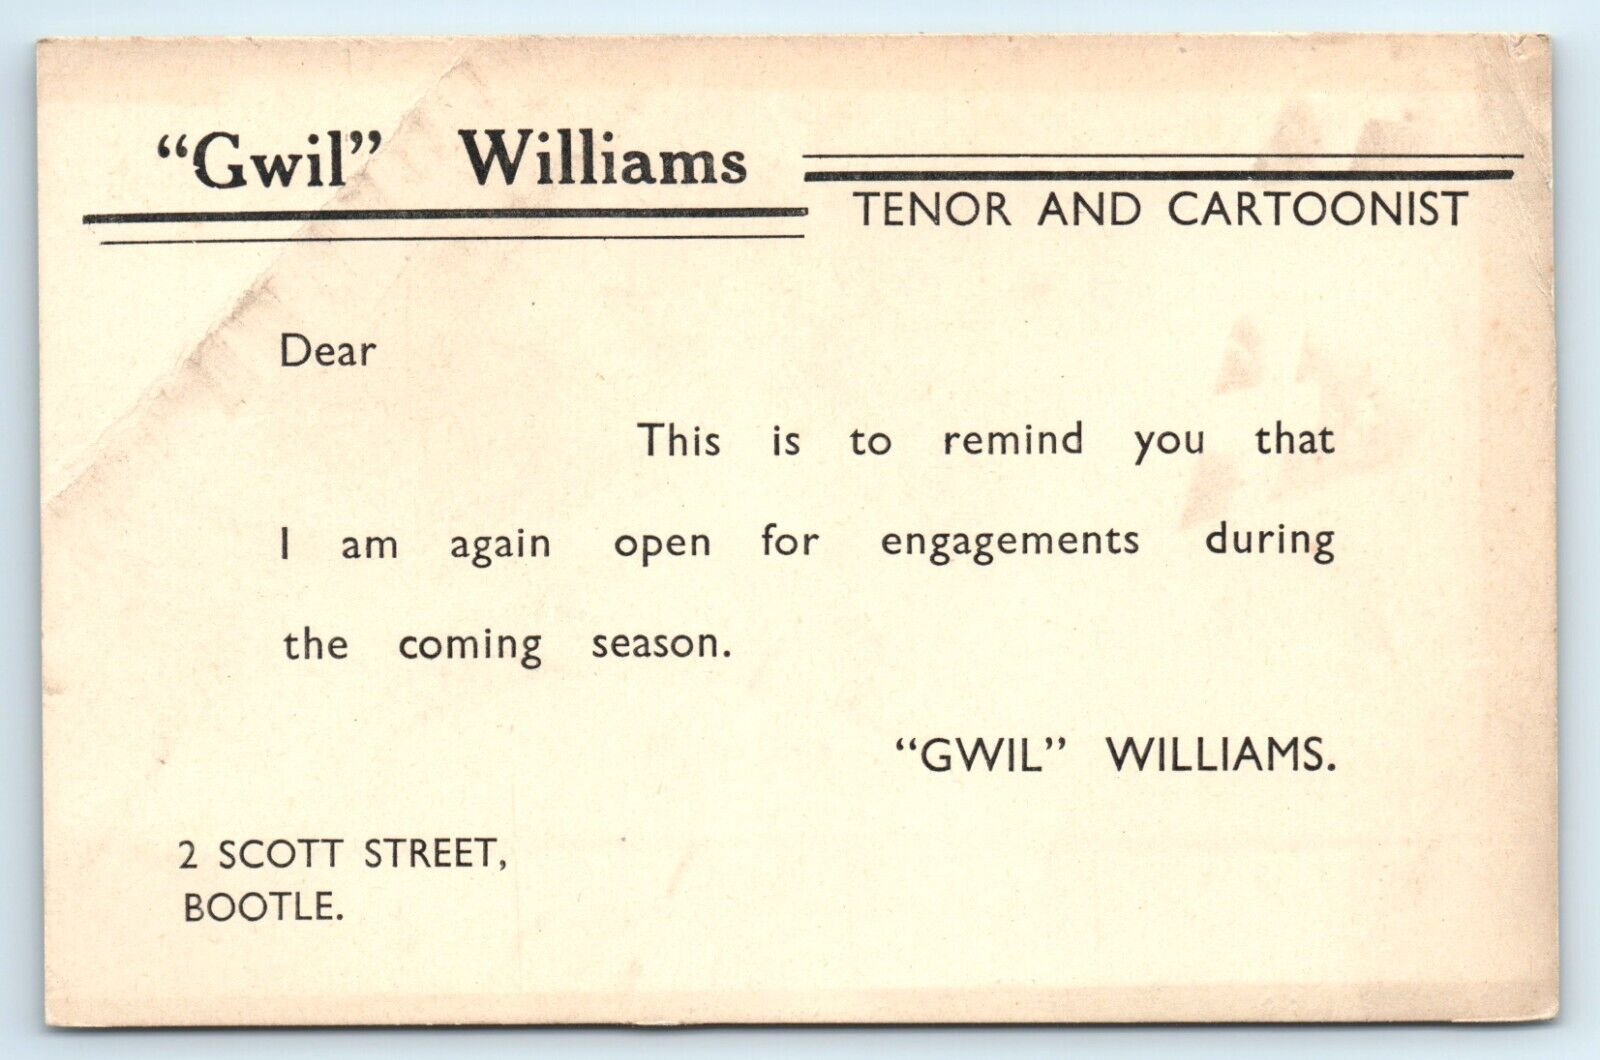 “Gwil” Williams
TENOR AND CARTOONIST
Dear
This is to remind you that
I am again open for engagements during
the coming season.
“GWIL” WILLIAMS.
2 SCOTT STREET,
BOOTLE.